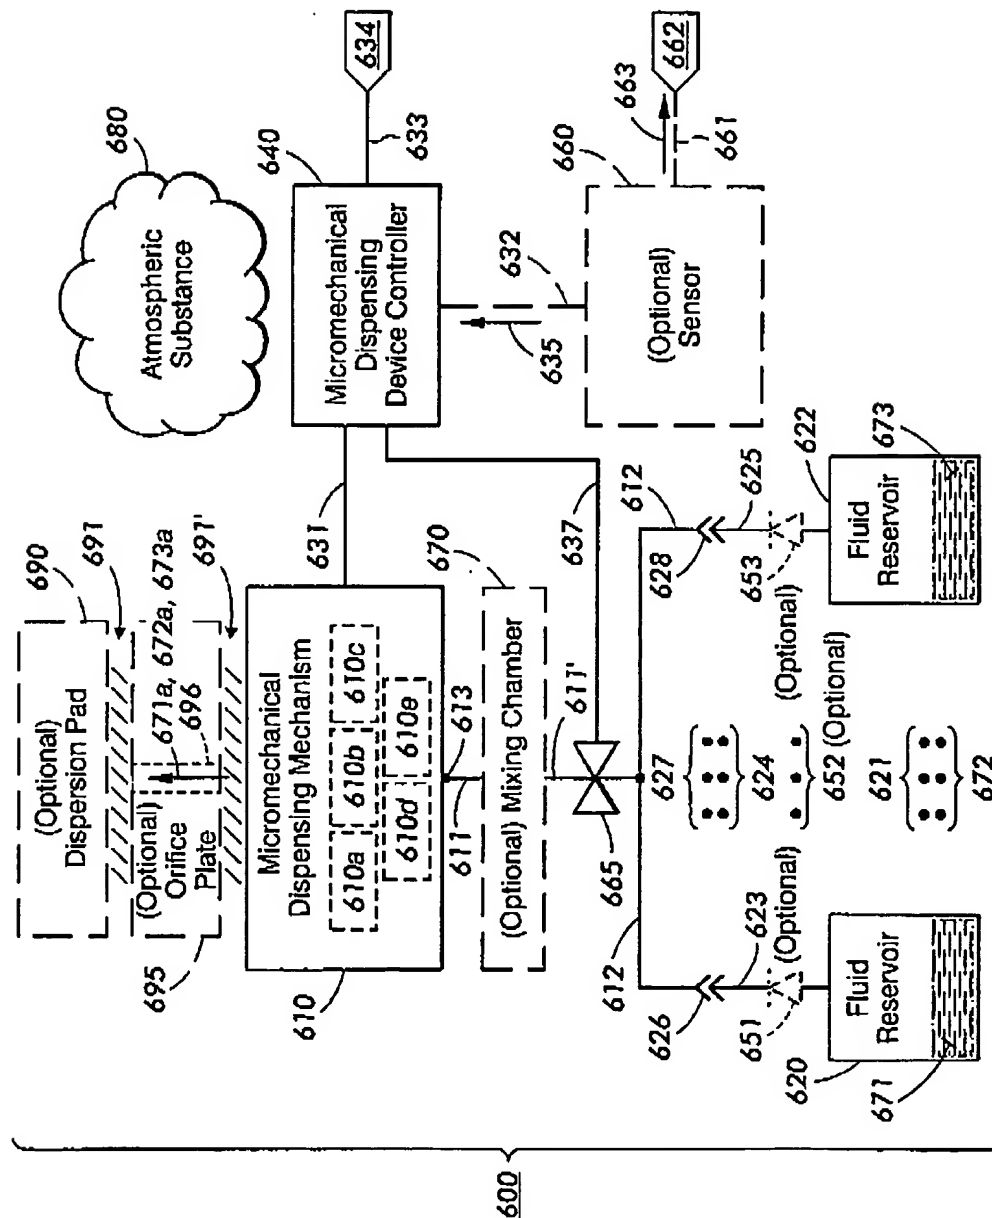 600
(Optional)
Dispersion Pad
690
691
(Optional)
Orifice
Plate
671a, 672a, 673a
696
691'
695
Micromechanical
Dispensing Mechanism
610a
610b
610c
610d
610e
610
613
611
(Optional) Mixing Chamber
670
611'
665
631
637
Atmospheric
Substance
680
Micromechanical
Dispensing
Device Controller
640
633
634
632
635
(Optional)
Sensor
660
663
661
662
612
626
623
(Optional)
651
Fluid
Reservoir
620
671
627
624
652 (Optional)
621
672
612
628
625
(Optional)
653
Fluid
Reservoir
622
673